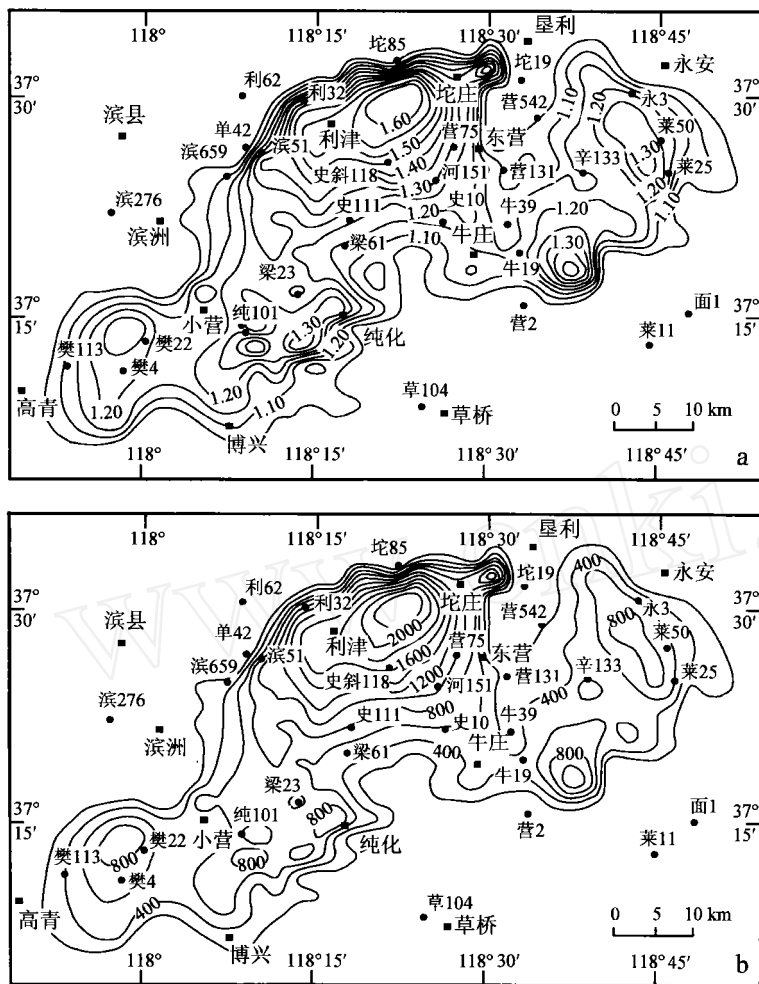 118°
118° 15′
118° 30′
118° 45′
垦利
坨85
坨19
永安
37° 30′
37° 30′
利62
利32
坨庄
营542
1.10
1.20
永3
滨县
1.60
单42
滨51
利津
营75
东营
莱50
滨659
1.50
1.40
史斜118
河151
营131
辛133
1.30
莱25
1.30
1.20
滨276
滨洲
史111
1.20
史10
牛39
1.20
1.10
梁61
1.10
牛庄
1.30
梁23
牛19
37° 15′
小营
纯101
1.30
纯化
营2
面1
37° 15′
樊113
樊22
1.20
莱11
樊4
1.20
1.20
1.10
草104
草桥
高青
博兴
0 5 10 km
118°
118° 15′
118° 30′
118° 45′
a
118°
118° 15′
118° 30′
118° 45′
垦利
坨85
坨19
400
永安
37° 30′
37° 30′
利62
利32
坨庄
营542
800
永3
滨县
2000
单42
滨51
利津
营75
东营
莱50
滨659
1600
史斜118
1200
河151
营131
辛133
莱25
400
滨276
滨洲
史111
800
史10
牛39
梁61
400
牛庄
800
牛19
梁23
800
37° 15′
小营
纯101
纯化
营2
面1
37° 15′
樊113
樊22
800
800
莱11
樊4
400
高青
草104
草桥
博兴
0 5 10 km
118°
118° 15′
118° 30′
118° 45′
b
www.cnki.